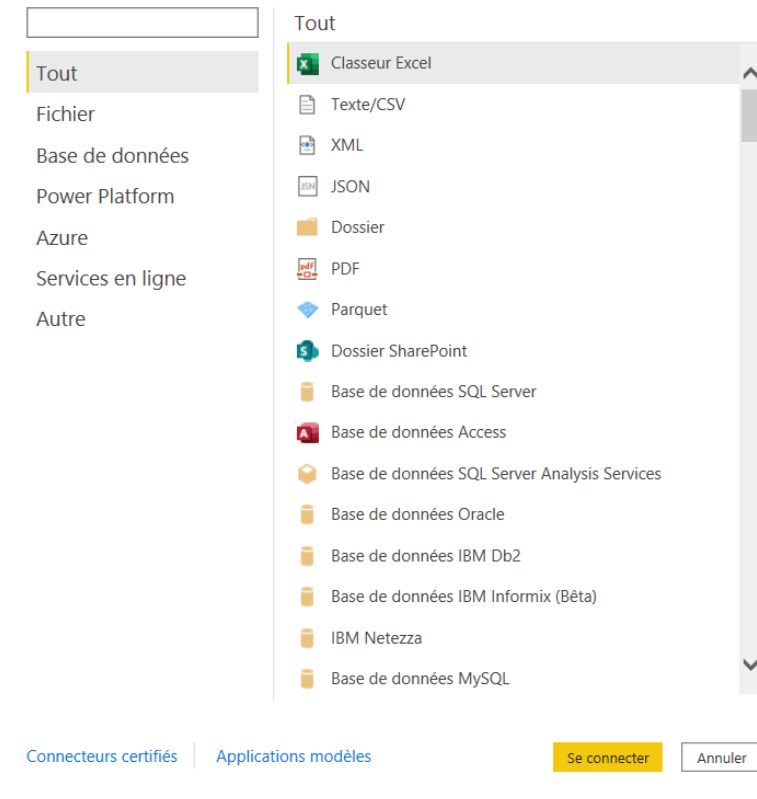 Tout
Fichier
Base de données
Power Platform
Azure
Services en ligne
Autre
Tout
Classeur Excel
Texte/CSV
XML
JSON
Dossier
PDF
Parquet
Dossier SharePoint
Base de données SQL Server
Base de données Access
Base de données SQL Server Analysis Services
Base de données Oracle
Base de données IBM Db2
Base de données IBM Informix (Bêta)
IBM Netezza
Base de données MySQL
Connecteurs certifiés
Applications modèles
Se connecter
Annuler